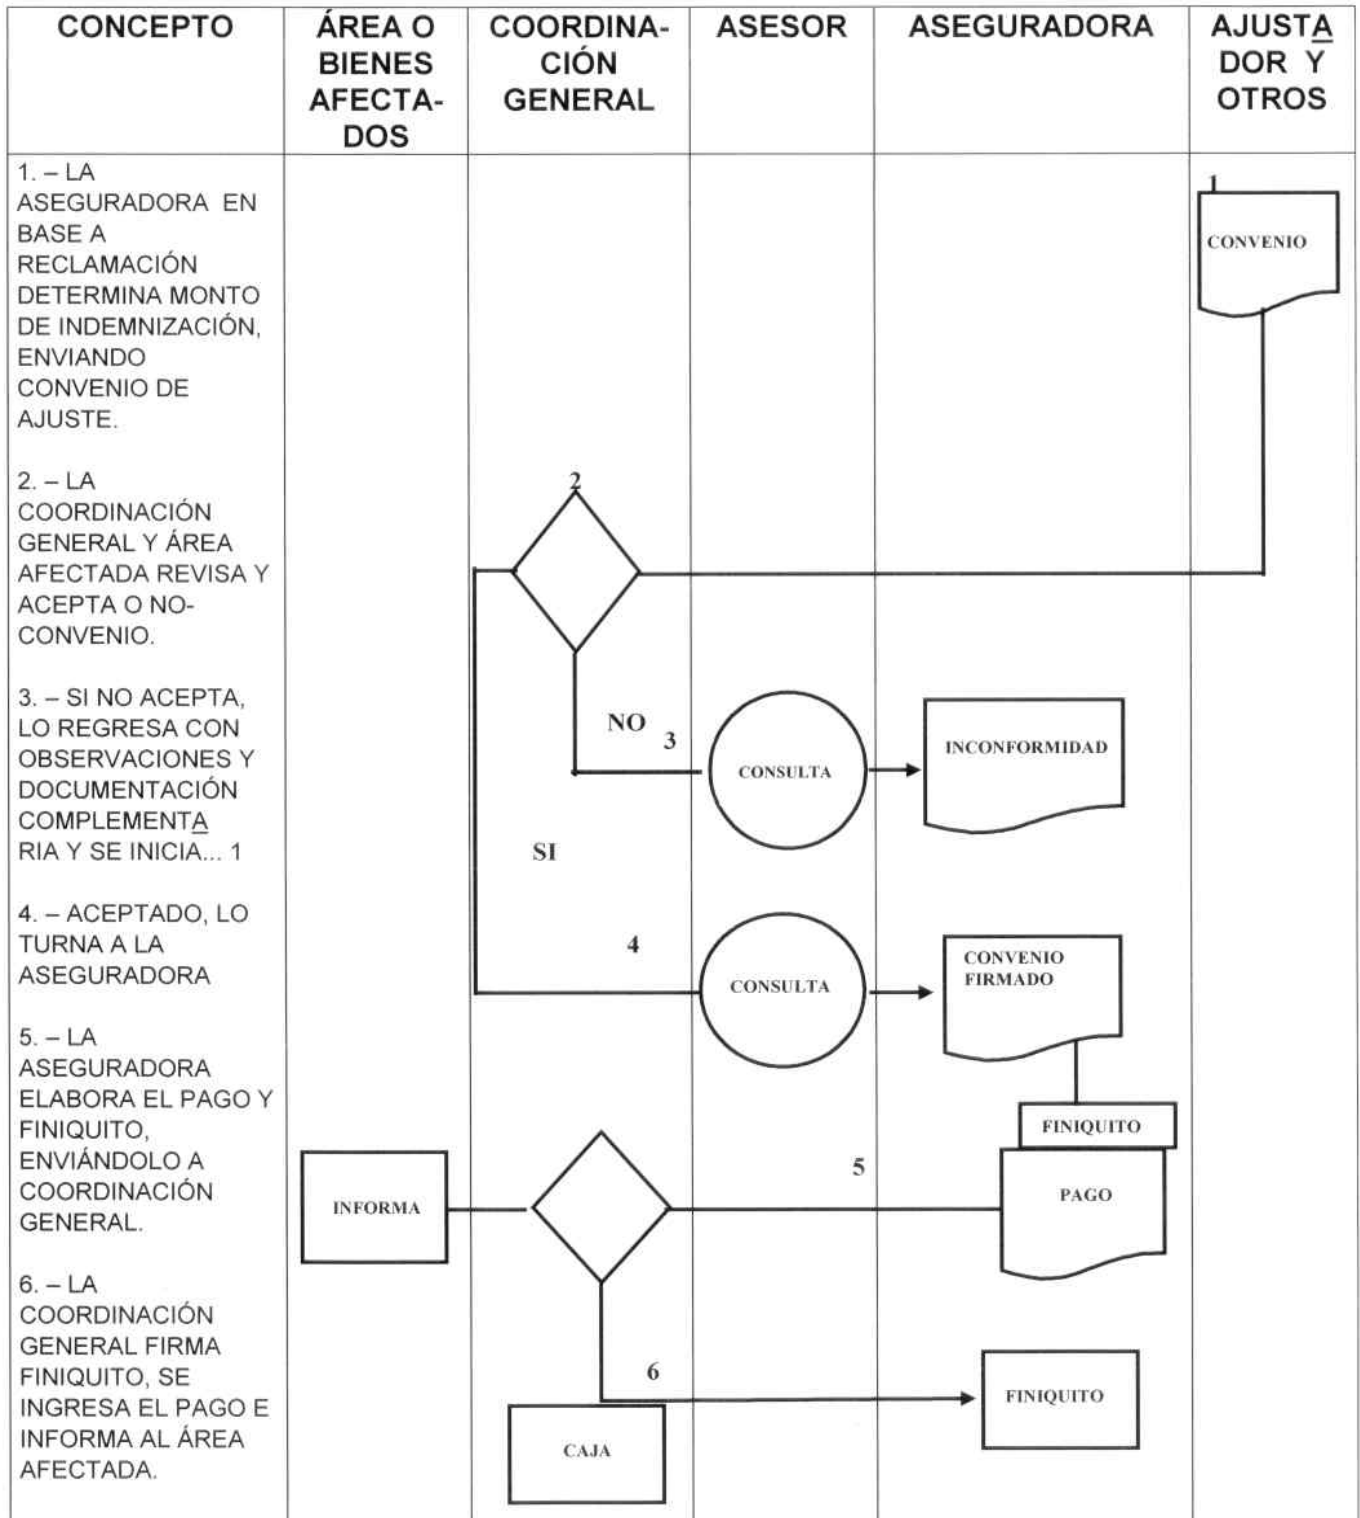 CONCEPTO
ÁREA O
BIENES
AFECTA-
DOS
COORDINA-
CIÓN
GENERAL
ASESOR
ASEGURADORA
AJUSTA
DOR Y
OTROS
1. – LA
ASEGURADORA EN
BASE A
RECLAMACIÓN
DETERMINA MONTO
DE INDEMNIZACIÓN,
ENVIANDO
CONVENIO DE
AJUSTE.
2. – LA
COORDINACIÓN
GENERAL Y ÁREA
AFECTADA REVISA Y
ACEPTA O NO-
CONVENIO.
3. – SI NO ACEPTA,
LO REGRESA CON
OBSERVACIONES Y
DOCUMENTACIÓN
COMPLEMENTA
RIA Y SE INICIA... 1
4. – ACEPTADO, LO
TURNA A LA
ASEGURADORA
5. – LA
ASEGURADORA
ELABORA EL PAGO Y
FINIQUITO,
ENVIÁNDOLO A
COORDINACIÓN
GENERAL.
6. – LA
COORDINACIÓN
GENERAL FIRMA
FINIQUITO, SE
INGRESA EL PAGO E
INFORMA AL ÁREA
AFECTADA.
1
CONVENIO
2
NO
3
CONSULTA
INCONFORMIDAD
SI
4
CONSULTA
CONVENIO
FIRMADO
FINIQUITO
5
PAGO
INFORMA
6
FINIQUITO
CAJA